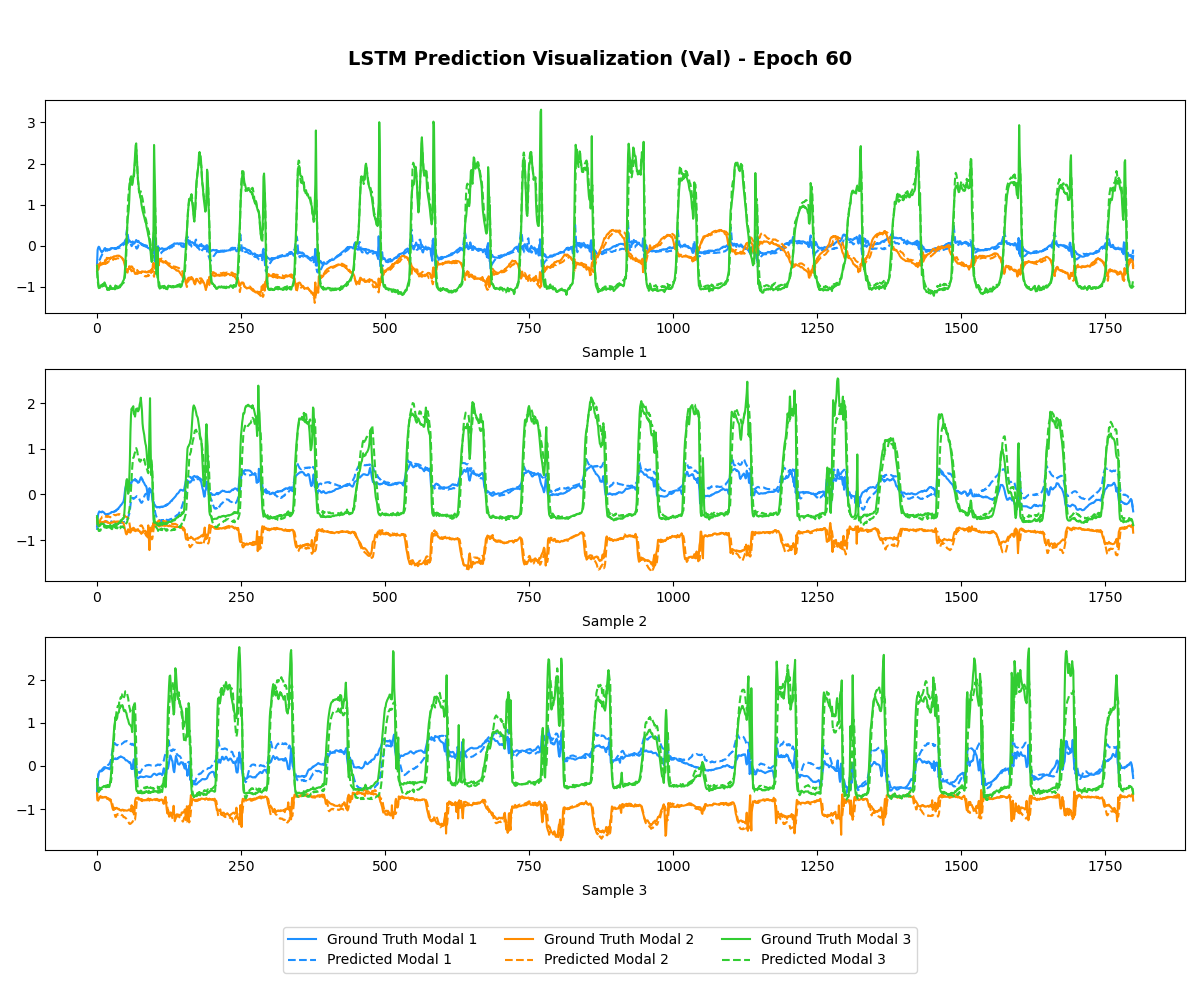 LSTM Prediction Visualization (Val) - Epoch 60
3
2
1
0
−1
0 250 500 750 1000 1250 1500 1750
Sample 1
2
1
0
−1
0 250 500 750 1000 1250 1500 1750
Sample 2
2
1
0
−1
0 250 500 750 1000 1250 1500 1750
Sample 3
Ground Truth Modal 1 Ground Truth Modal 2 Ground Truth Modal 3
Predicted Modal 1 Predicted Modal 2 Predicted Modal 3